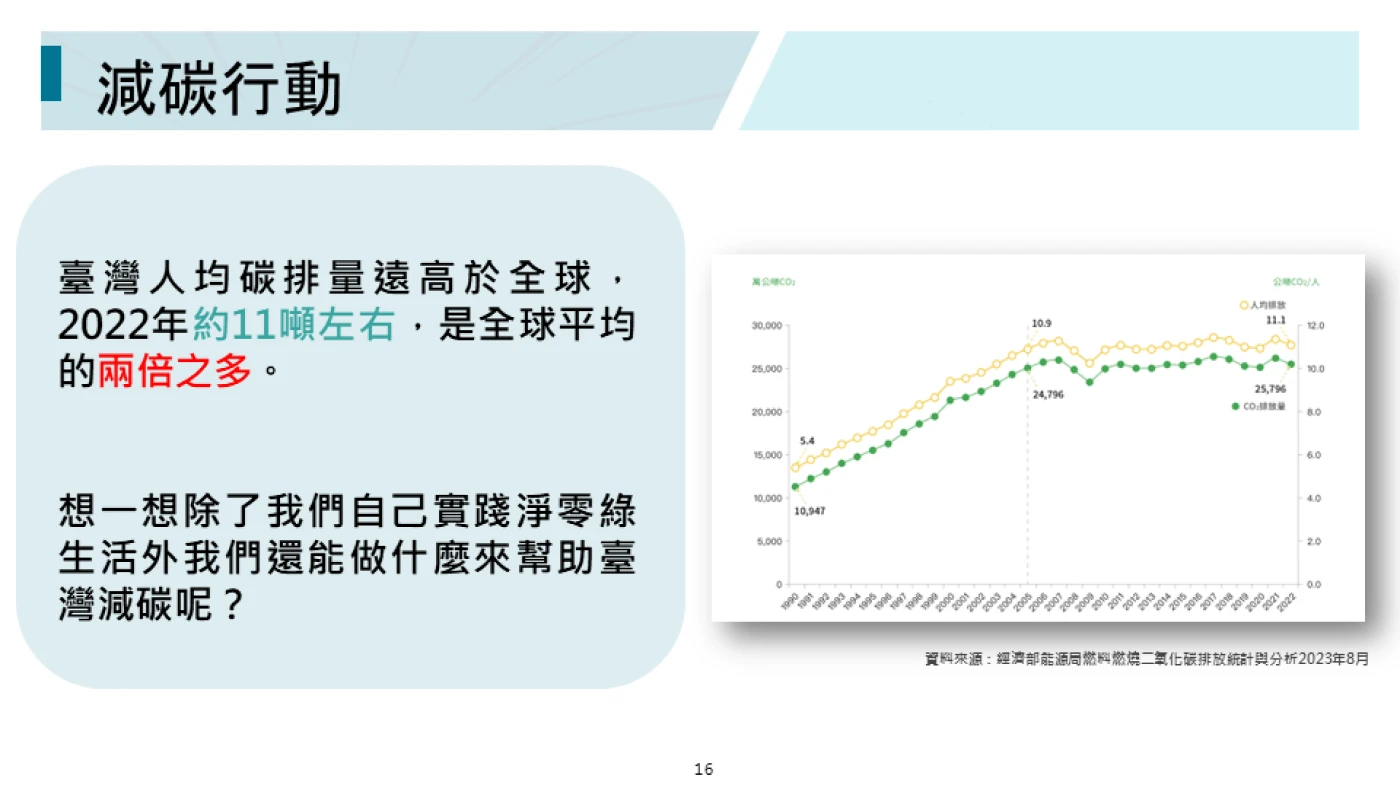 減碳行動
臺灣人均碳排量遠高於全球，
2022年約11噸左右，是全球平均
的兩倍之多。
想一想除了我們自己實踐淨零綠
生活外我們還能做什麼來幫助臺
灣減碳呢？
萬公噸CO₂
公噸CO₂/人
人均排放
10.9
11.1
30,000
12.0
25,000
10.0
24,796
25,796
CO₂排放量
20,000
8.0
5.4
15,000
6.0
10,000
4.0
10,947
5,000
2.0
0
0.0
1990 1991 1992 1993 1994 1995 1996 1997 1998 1999 2000 2001 2002 2003 2004 2005 2006 2007 2008 2009 2010 2011 2012 2013 2014 2015 2016 2017 2018 2019 2020 2021 2022
資料來源：經濟部能源局燃料燃燒二氧化碳排放統計與分析2023年8月
16